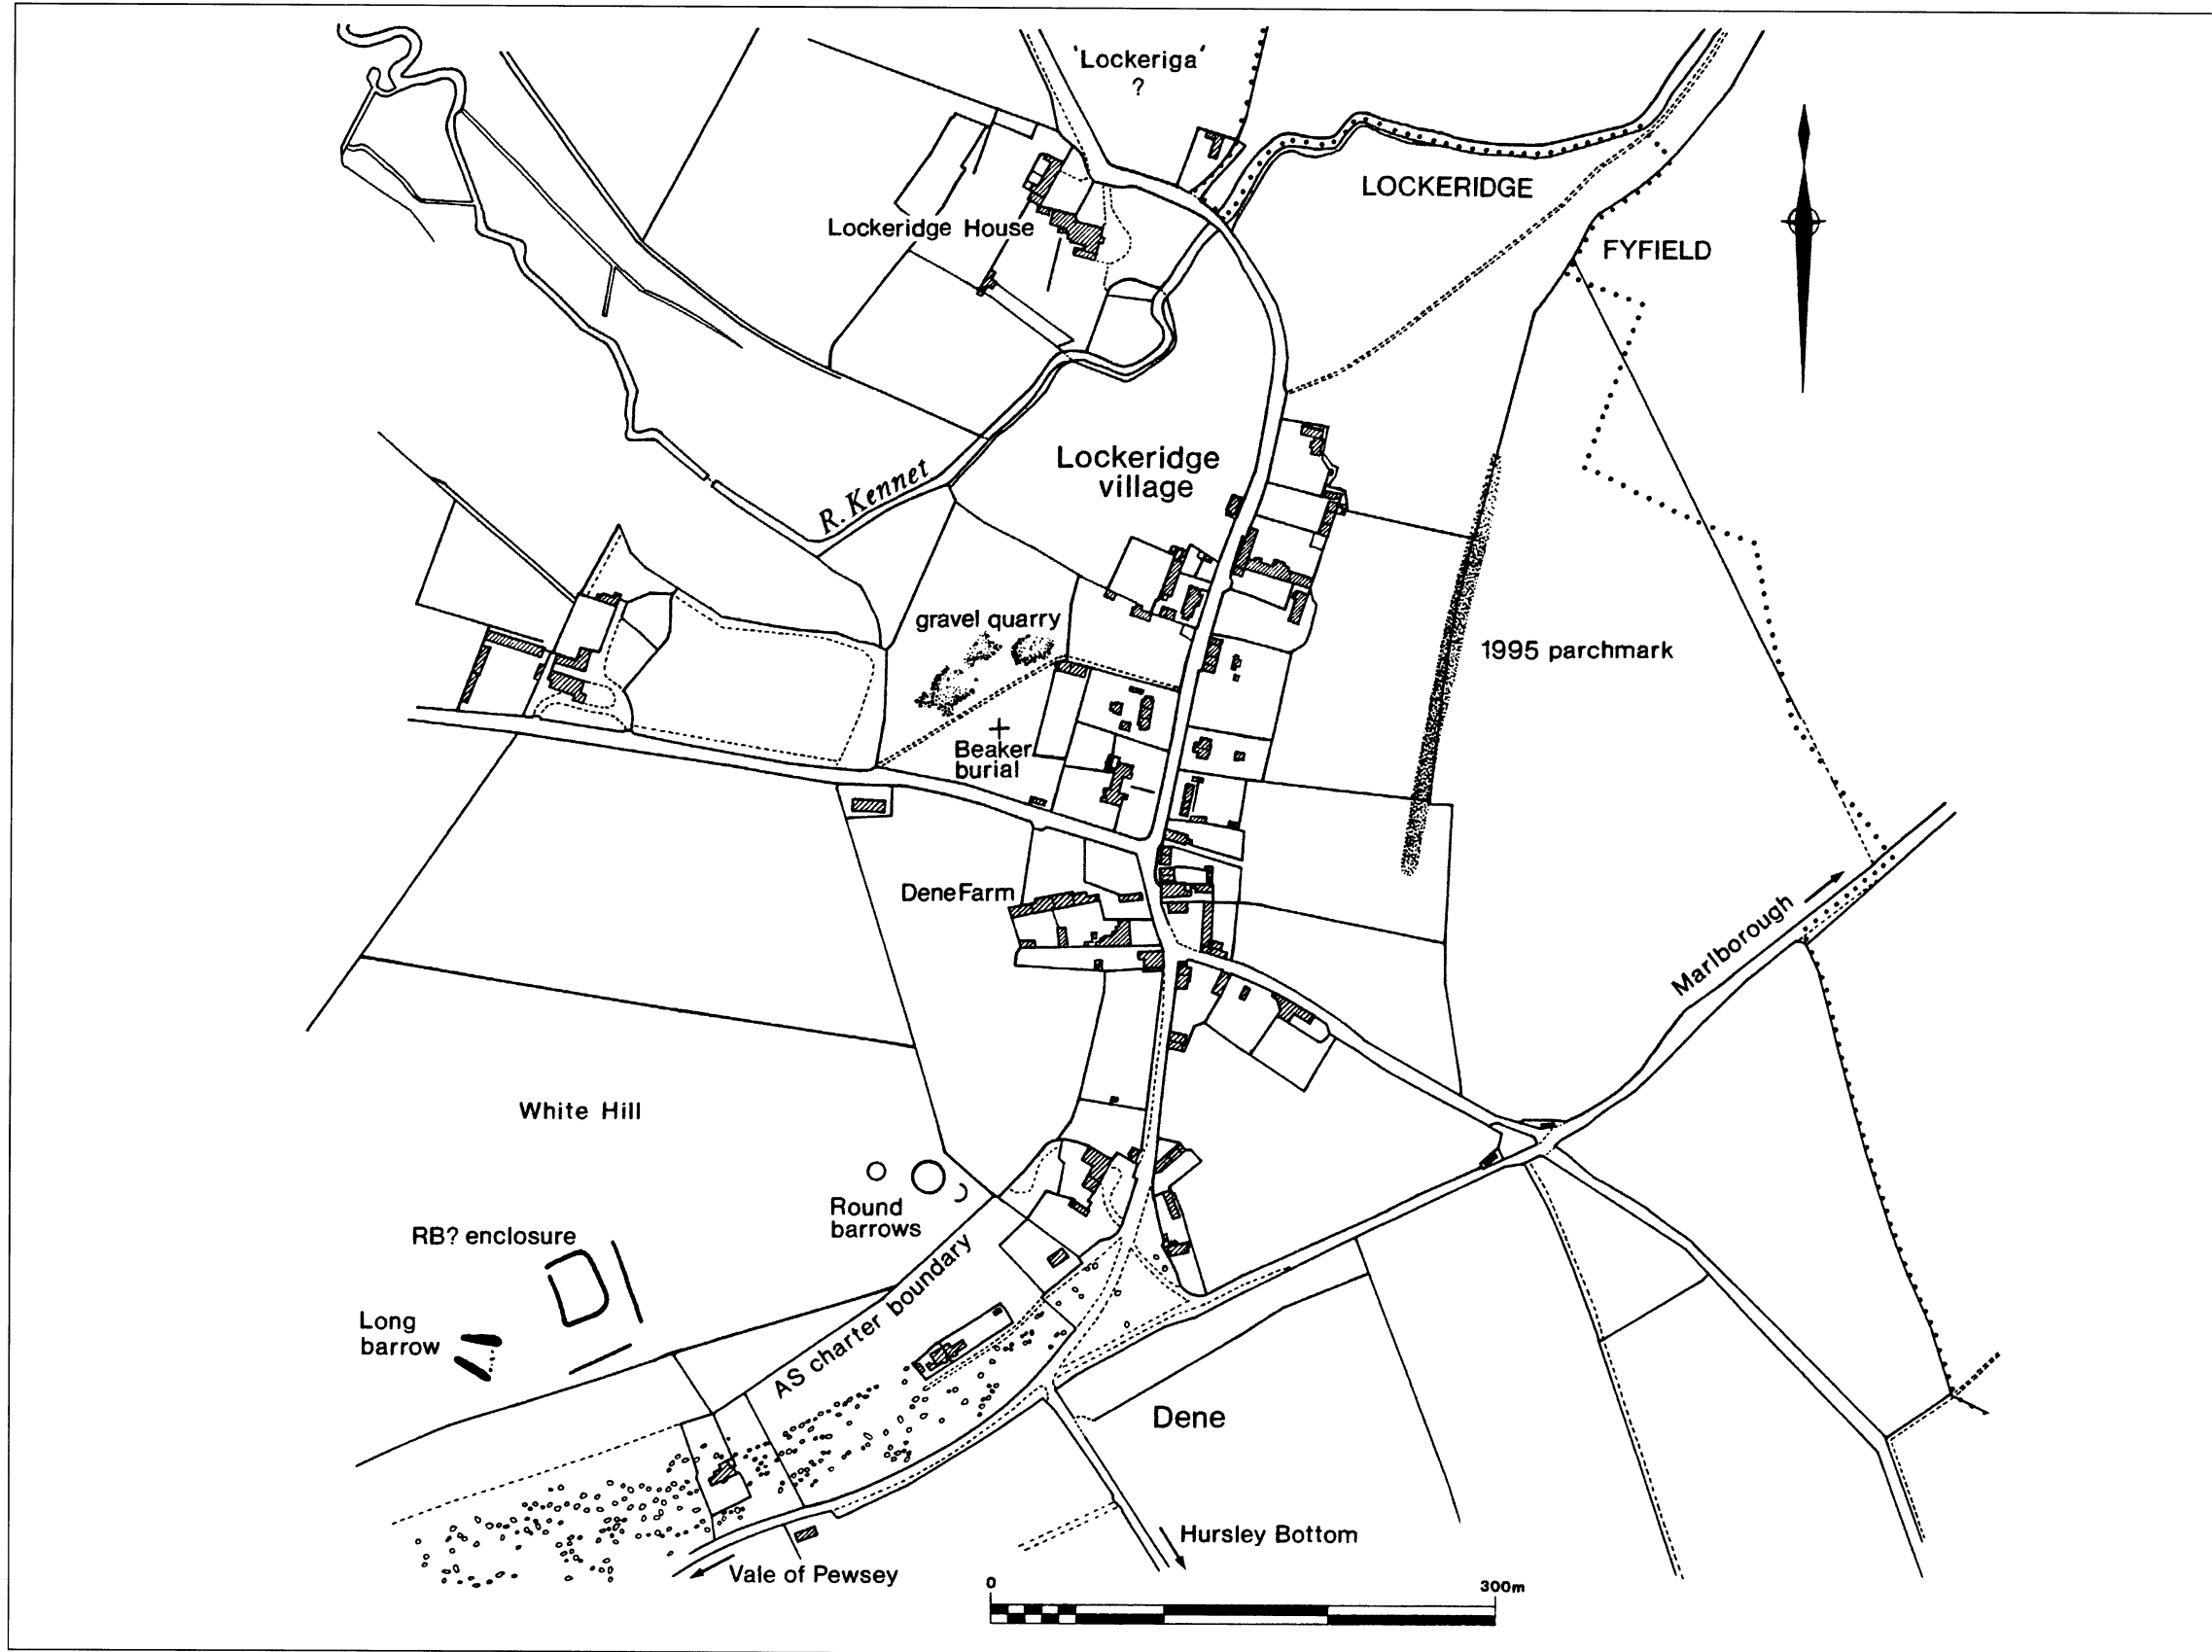 'Lockeriga'
?
LOCKERIDGE
Lockeridge House
FYFIELD
Lockeridge
village
R. Kennet
gravel quarry
1995 parchmark
Beaker
burial
Dene Farm
Marlborough
White Hill
Round
barrows
RB? enclosure
AS charter boundary
Long
barrow
Dene
Hursley Bottom
Vale of Pewsey
0
300m